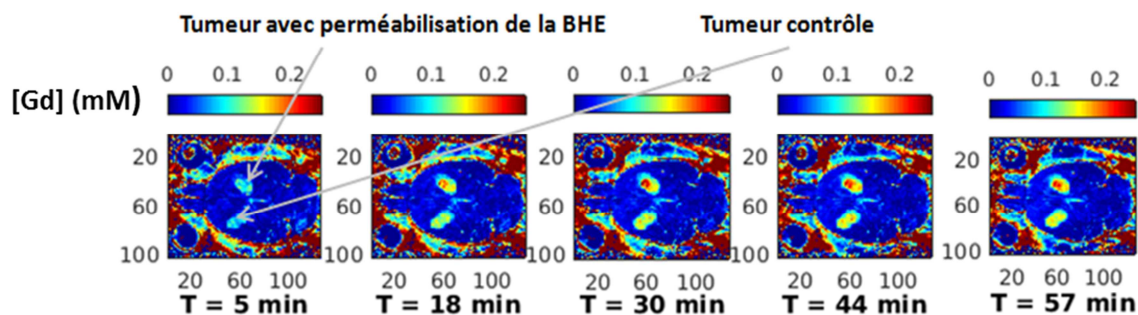 Tumeur avec perméabilisation de la BHE Tumeur contrôle
0 0.1 0.2 0 0.1 0.2 0 0.1 0.2 0 0.1 0.2 0 0.1 0.2
[Gd] (mM)
20 20 20 20 20
60 60 60 60 60
100 100 100 100 100
20 60 100 20 60 100 20 60 100 20 60 100 20 60 100
T = 5 min T = 18 min T = 30 min T = 44 min T = 57 min